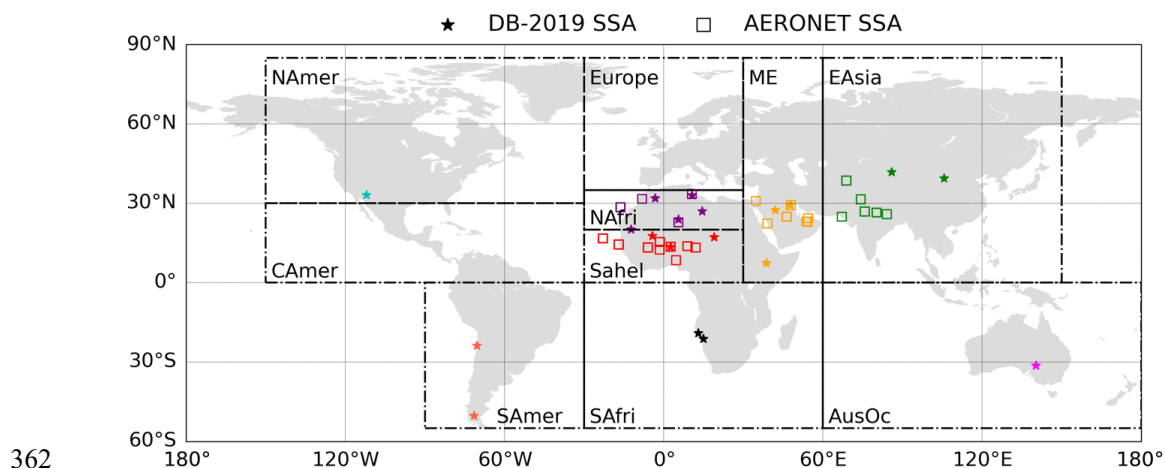 ★ DB-2019 SSA □ AERONET SSA
90°N
NAmer Europe ME EAsia
60°N
30°N
NAfri
CAmer Sahel
0°
30°S
SAmer SAfri AusOc
60°S
362
180° 120°W 60°W 0° 60°E 120°E 180°